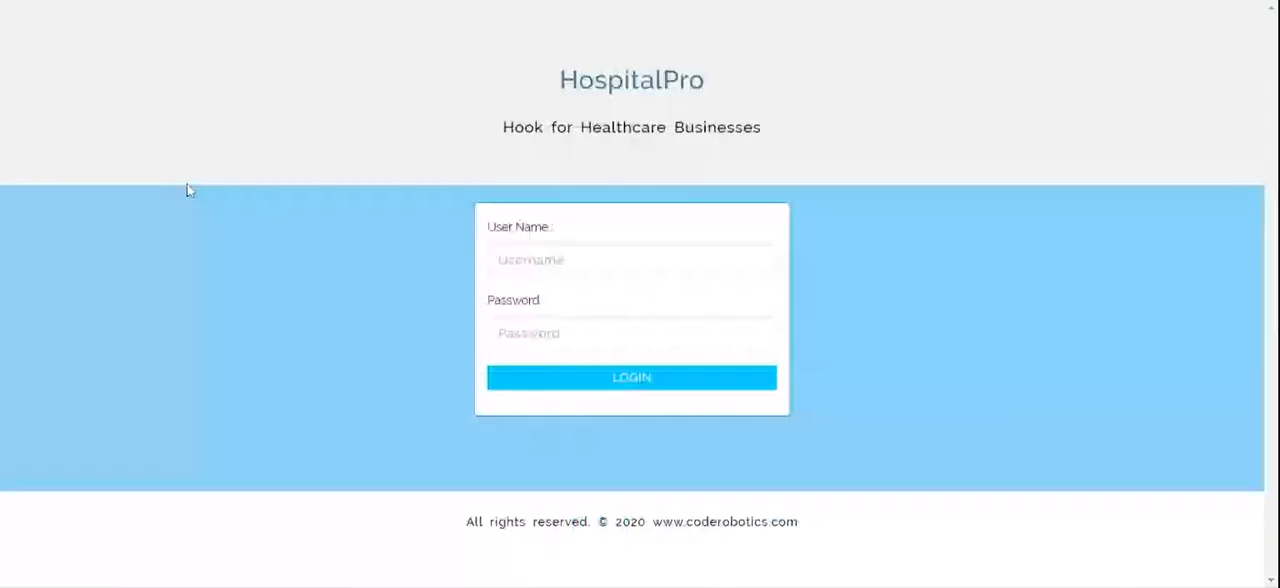 HospitalPro
Hook for Healthcare Businesses
User Name :
Username
Password
Password
LOGIN
All rights reserved. © 2020 www.coderobotics.com